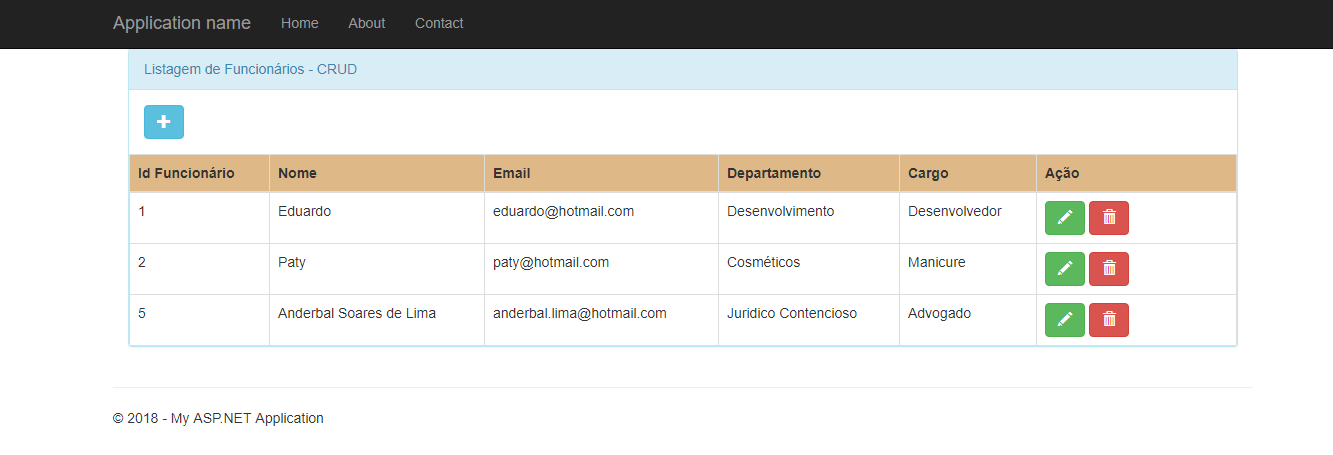 Application name Home About Contact
Listagem de Funcionários - CRUD
Id Funcionário Nome Email Departamento Cargo Ação
1 Eduardo eduardo@hotmail.com Desenvolvimento Desenvolvedor
2 Paty paty@hotmail.com Cosméticos Manicure
5 Anderbal Soares de Lima anderbal.lima@hotmail.com Juridico Contencioso Advogado
© 2018 - My ASP.NET Application